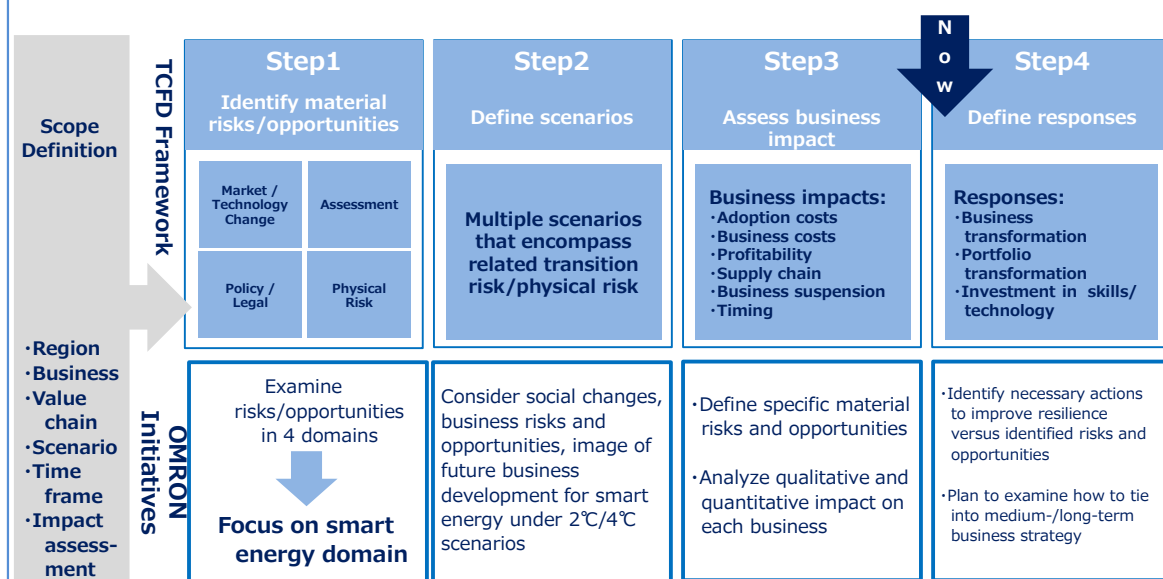 Scope
Definition
・Region
・Business
・Value
chain
・Scenario
・Time
frame
・Impact
assess-
ment
TCFD Framework
OMRON
Initiatives
N
o
w
Step1
Identify material
risks/opportunities
Market /
Technology
Change
Assessment
Policy /
Legal
Physical
Risk
Examine
risks/opportunities
in 4 domains
Focus on smart
energy domain
Step2
Define scenarios
Multiple scenarios
that encompass
related transition
risk/physical risk
Consider social changes,
business risks and
opportunities, image of
future business
development for smart
energy under 2℃/4℃
scenarios
Step3
Assess business
impact
Business impacts:
・Adoption costs
・Business costs
・Profitability
・Supply chain
・Business suspension
・Timing
・Define specific material
risks and opportunities
・Analyze qualitative and
quantitative impact on
each business
Step4
Define responses
Responses:
・Business
transformation
・Portfolio
transformation
・Investment in skills/
technology
・Identify necessary actions
to improve resilience
versus identified risks and
opportunities
・Plan to examine how to tie
into medium-/long-term
business strategy